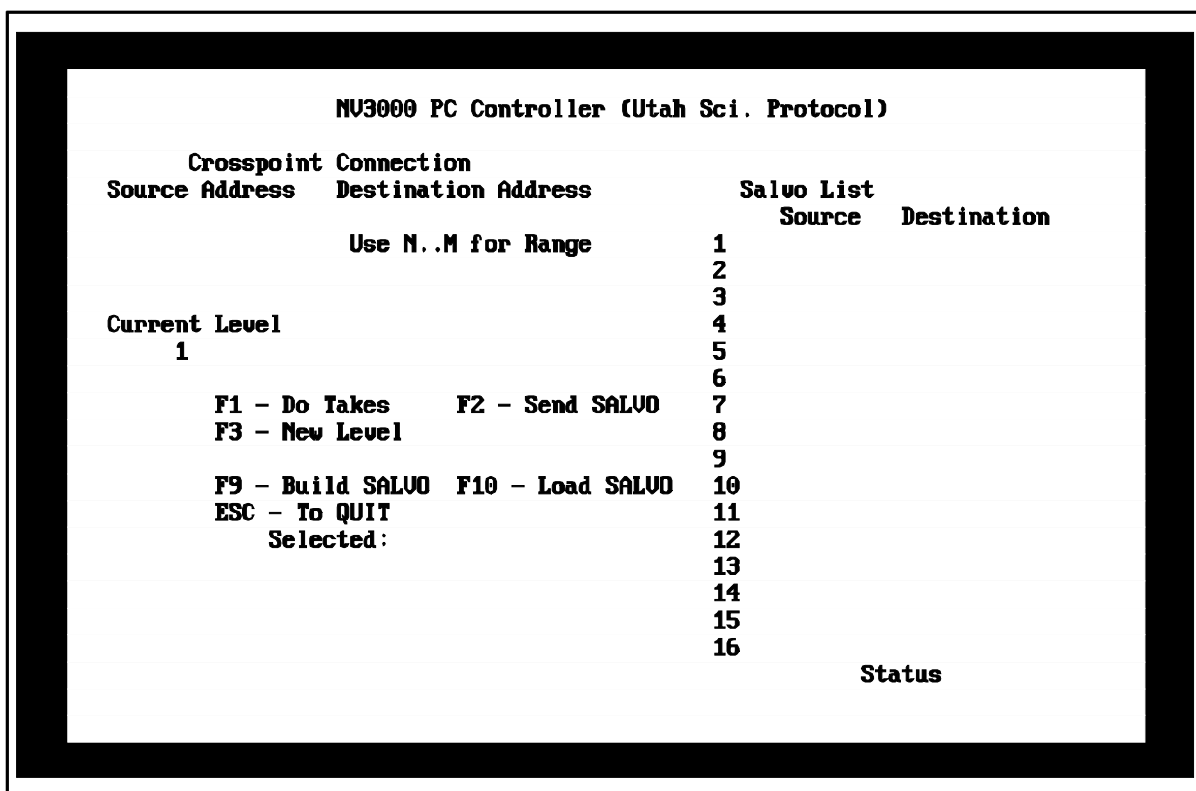 NV3000 PC Controller (Utah Sci. Protocol)
Crosspoint Connection
Source Address Destination Address Salvo List
Source Destination
Use N..M for Range 1
2
3
Current Level 4
1 5
6
F1 - Do Takes F2 - Send SALVO 7
F3 - New Level 8
9
F9 - Build SALVO F10 - Load SALVO 10
ESC - To QUIT 11
Selected: 12
13
14
15
16
Status